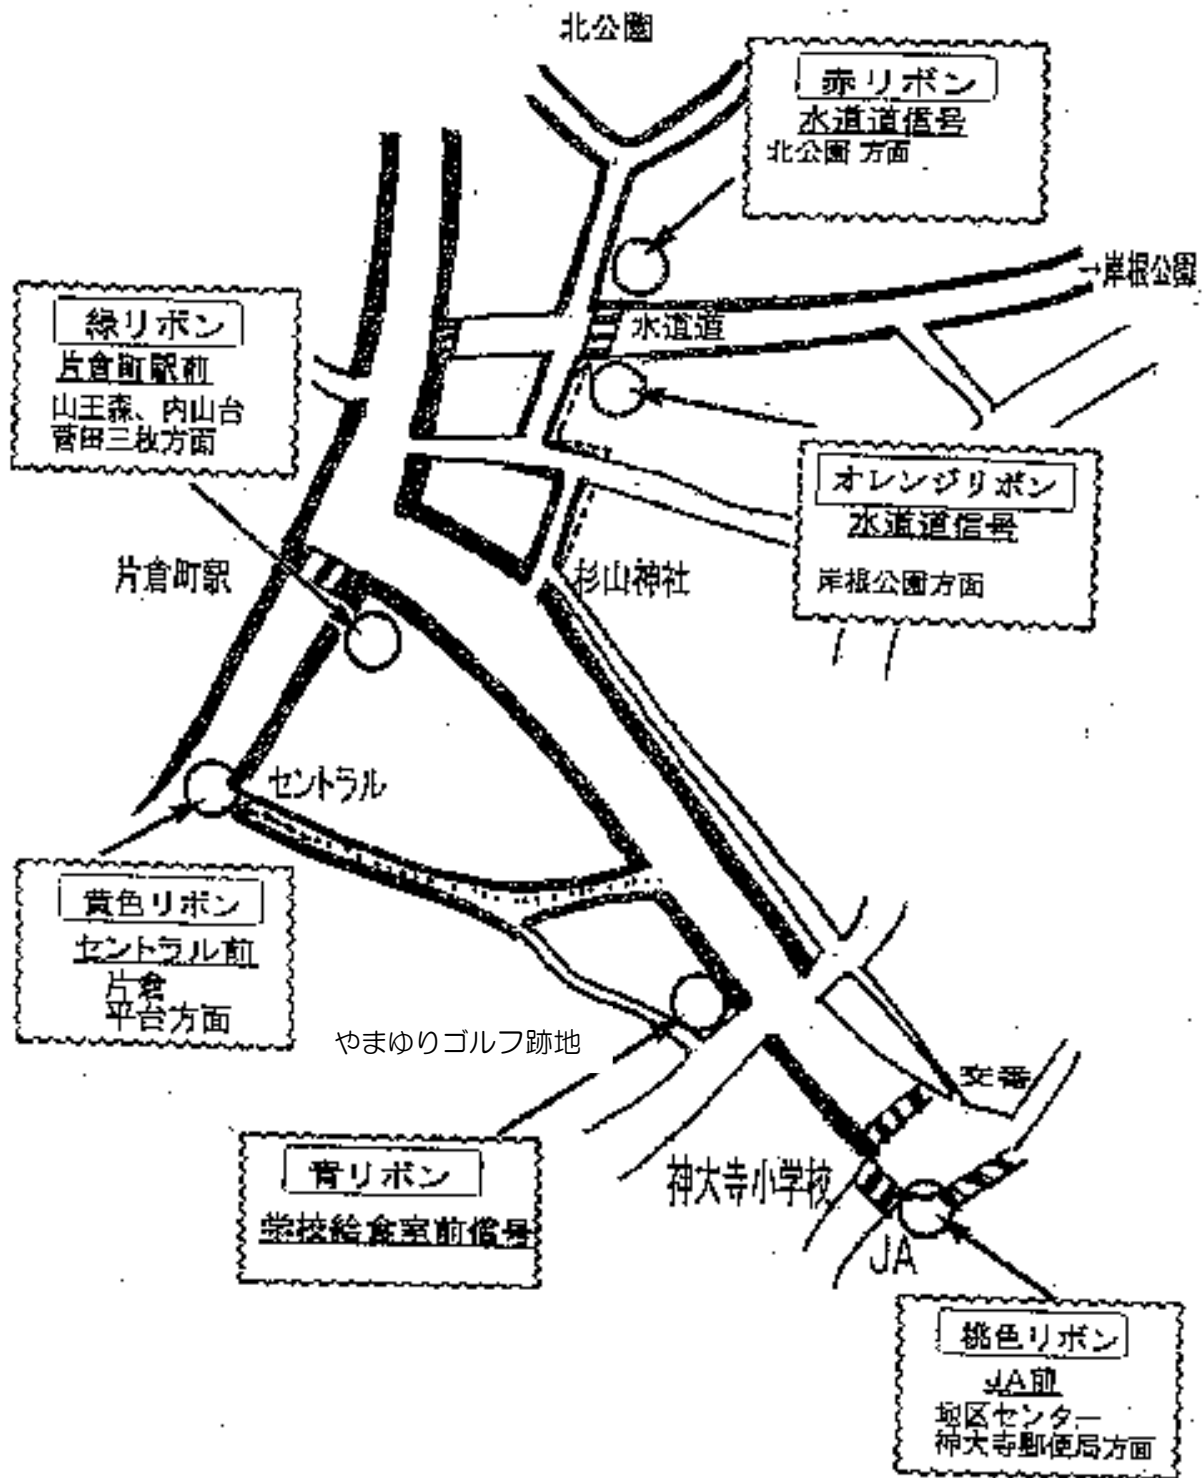 北公園
赤リボン
水道道信号
北公園 方面
→岸根公園
水道道
緑リボン
片倉町駅前
山王森、内山台
菅田三枚方面
オレンジリボン
水道道信号
岸根公園方面
片倉町駅
杉山神社
セントラル
黄色リボン
セントラル前
片倉
平台方面
やまゆりゴルフ跡地
交番
青リボン
学校給食室前信号
神大寺小学校
JA
桃色リボン
JA前
地区センター
神大寺郵便局方面